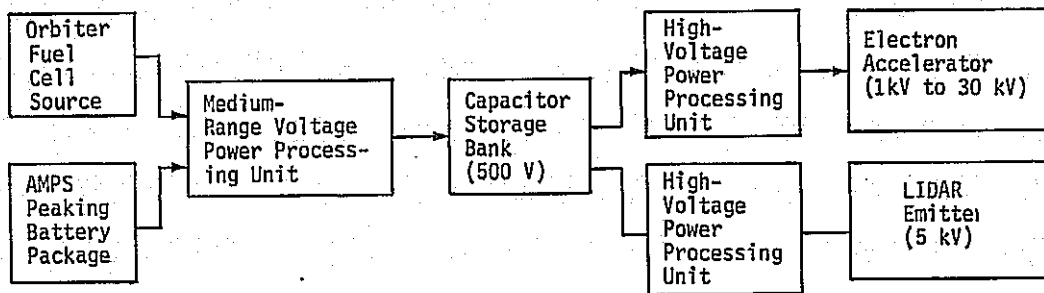 Orbiter
Fuel
Cell
Source
AMPS
Peaking
Battery
Package
Medium-
Range Voltage
Power Process-
ing Unit
Capacitor
Storage
Bank
(500 V)
High-
Voltage
Power
Processing
Unit
Electron
Accelerator
(1kV to 30 kV)
High-
Voltage
Power
Processing
Unit
LIDAR
Emitter
(5 kV)